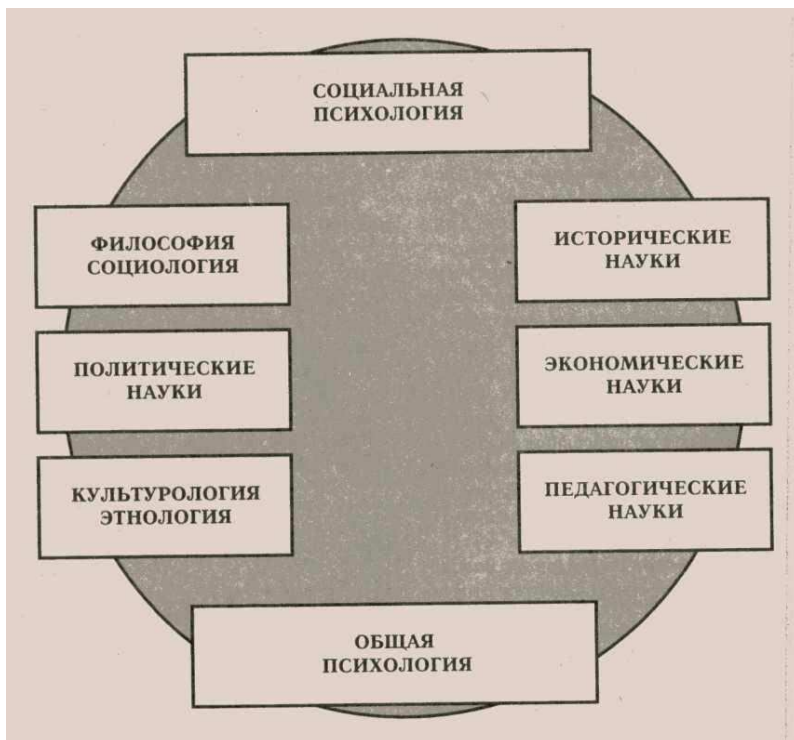 СОЦИАЛЬНАЯ
ПСИХОЛОГИЯ
ФИЛОСОФИЯ
СОЦИОЛОГИЯ
ИСТОРИЧЕСКИЕ
НАУКИ
ПОЛИТИЧЕСКИЕ
НАУКИ
ЭКОНОМИЧЕСКИЕ
НАУКИ
КУЛЬТУРОЛОГИЯ
ЭТНОЛОГИЯ
ПЕДАГОГИЧЕСКИЕ
НАУКИ
ОБЩАЯ
ПСИХОЛОГИЯ